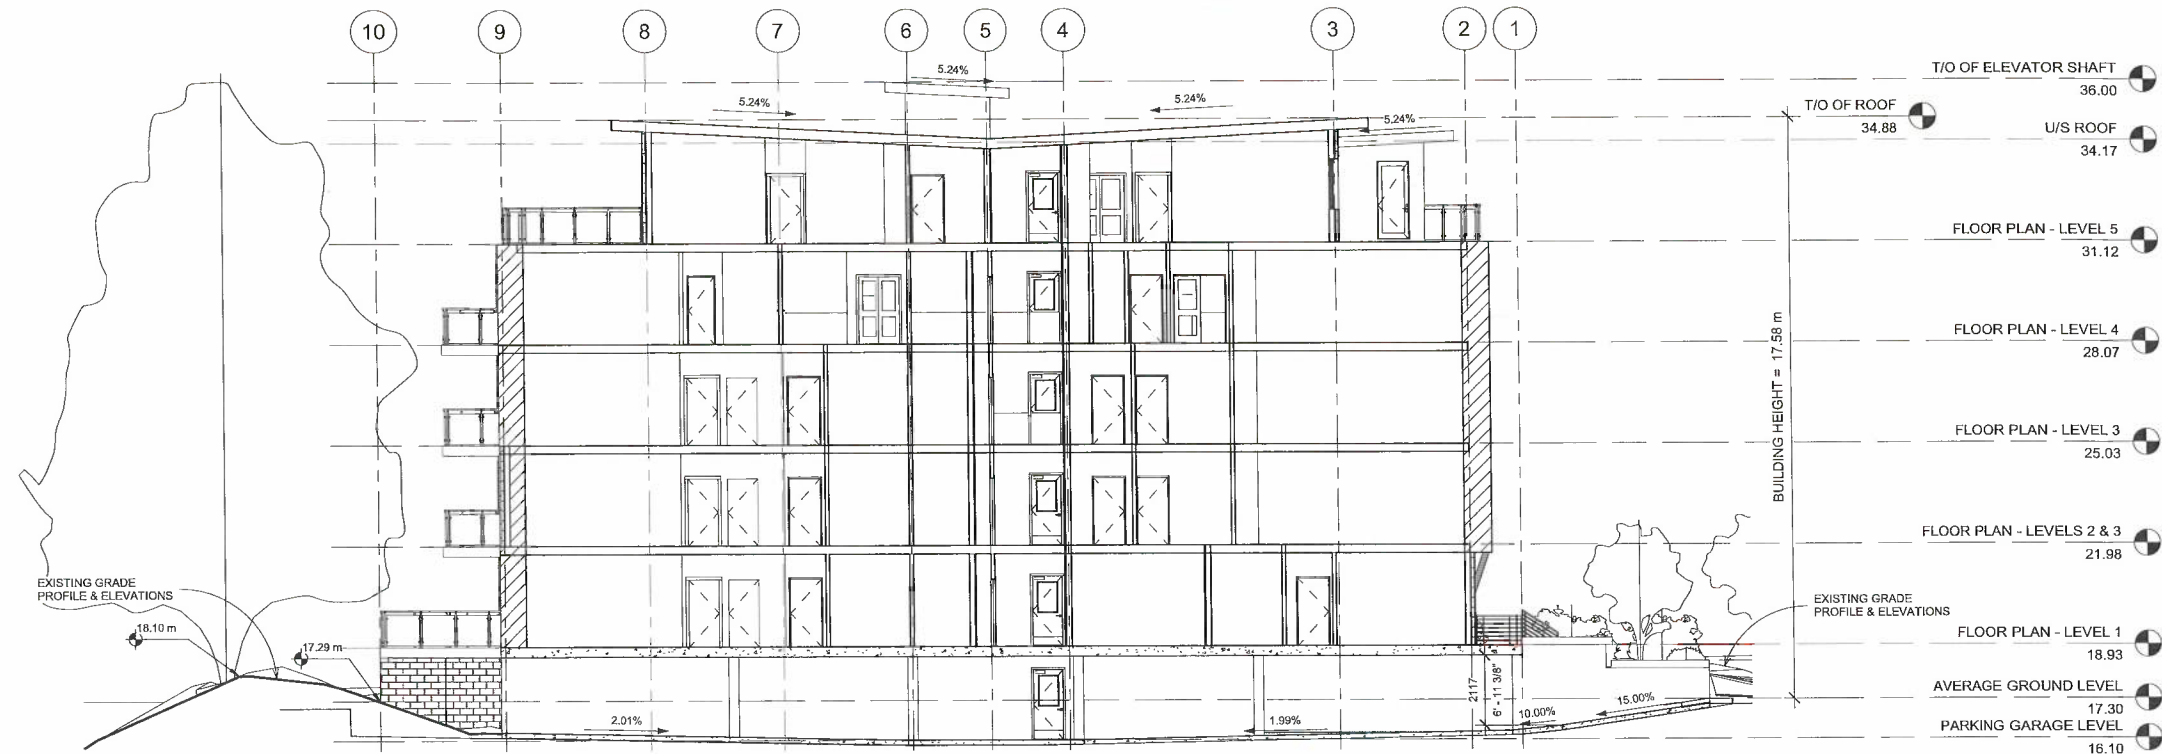 10 9 8 7 6 5 4 3 2 1
T/O OF ELEVATOR SHAFT
36.00
5.24%
5.24%
5.24%
5.24%
T/O OF ROOF
34.88
U/S ROOF
34.17
FLOOR PLAN - LEVEL 5
31.12
FLOOR PLAN - LEVEL 4
28.07
BUILDING HEIGHT = 17.58 m
FLOOR PLAN - LEVEL 3
25.03
FLOOR PLAN - LEVELS 2 & 3
21.98
EXISTING GRADE
PROFILE & ELEVATIONS
18.10 m
17.29 m
EXISTING GRADE
PROFILE & ELEVATIONS
FLOOR PLAN - LEVEL 1
18.93
2117
6' - 11 3/8"
AVERAGE GROUND LEVEL
17.30
2.01%
1.99%
10.00%
15.00%
PARKING GARAGE LEVEL
16.10